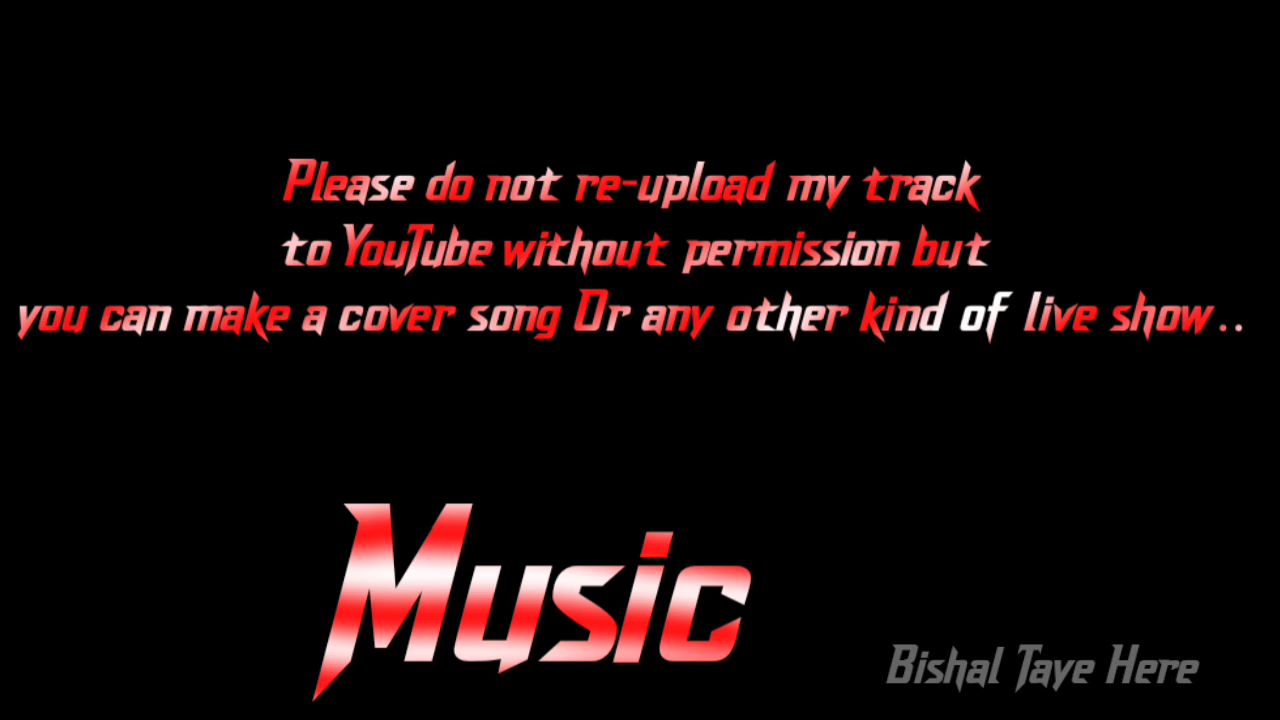 Please do not re-upload my track
to YouTube without permission but
you can make a cover song Or any other kind of live show..
Music
Bishal Taye Here